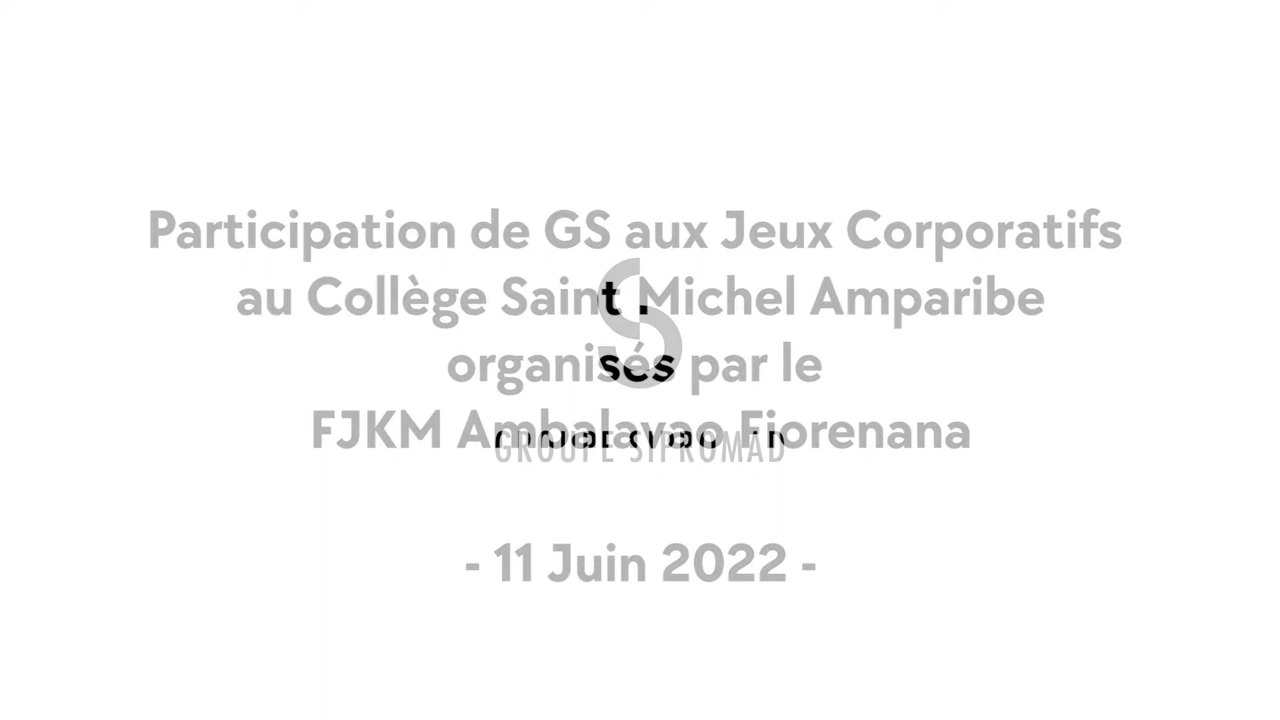 Participation de GS aux Jeux Corporatifs
au Collège Saint Michel Amparibe
organisés par le
FJKM Ambalavao Fiorenana
GROUPE SIPROMAD
- 11 Juin 2022 -